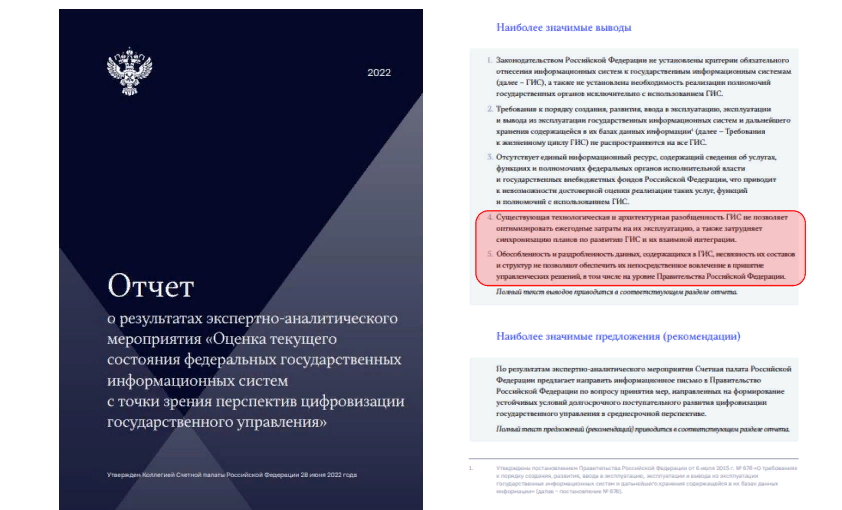 2022
Отчет
о результатах экспертно-аналитического
мероприятия «Оценка текущего
состояния федеральных государственных
информационных систем
с точки зрения перспектив цифровизации
государственного управления»
Утвержден Коллегией Счетной палаты Российской Федерации 28 июня 2022 года
Наиболее значимые выводы
1. Законодательством Российской Федерации не установлены критерии обязательного
отнесения информационных систем к государственным информационным системам
(далее – ГИС), а также не установлена необходимость реализации полномочий
государственных органов исключительно с использованием ГИС.
2. Требования к порядку создания, развития, ввода в эксплуатацию, эксплуатации
и вывода из эксплуатации государственных информационных систем и дальнейшего
хранения содержащейся в их базах данных информации¹ (далее – Требования
к жизненному циклу ГИС) не распространяются на все ГИС.
3. Отсутствует единый информационный ресурс, содержащий сведения об услугах,
функциях и полномочиях федеральных органов исполнительной власти
и государственных внебюджетных фондов Российской Федерации, что приводит
к невозможности достоверной оценки реализации таких услуг, функций
и полномочий с использованием ГИС.
4. Существующая технологическая и архитектурная разобщенность ГИС не позволяет
оптимизировать ежегодные затраты на их эксплуатацию, а также затрудняет
синхронизацию планов по развитию ГИС и их взаимной интеграции.
5. Обособленность и раздробленность данных, содержащихся в ГИС, несвязность их составов
и структур не позволяют обеспечить их непосредственное вовлечение в принятие
управленческих решений, в том числе на уровне Правительства Российской Федерации.
Полный текст выводов приводится в соответствующем разделе отчета.
Наиболее значимые предложения (рекомендации)
По результатам экспертно-аналитического мероприятия Счетная палата Российской
Федерации предлагает направить информационное письмо в Правительство
Российской Федерации по вопросу принятия мер, направленных на формирование
устойчивых условий долгосрочного поступательного развития цифровизации
государственного управления в среднесрочной перспективе.
Полный текст предложений (рекомендаций) приводится в соответствующем разделе отчета.
1. Утверждены постановлением Правительства Российской Федерации от 6 июля 2015 г. № 676 «О требованиях
к порядку создания, развития, ввода в эксплуатацию, эксплуатации и вывода из эксплуатации
государственных информационных систем и дальнейшего хранения содержащейся в их базах данных
информации» (далее – постановление № 676).